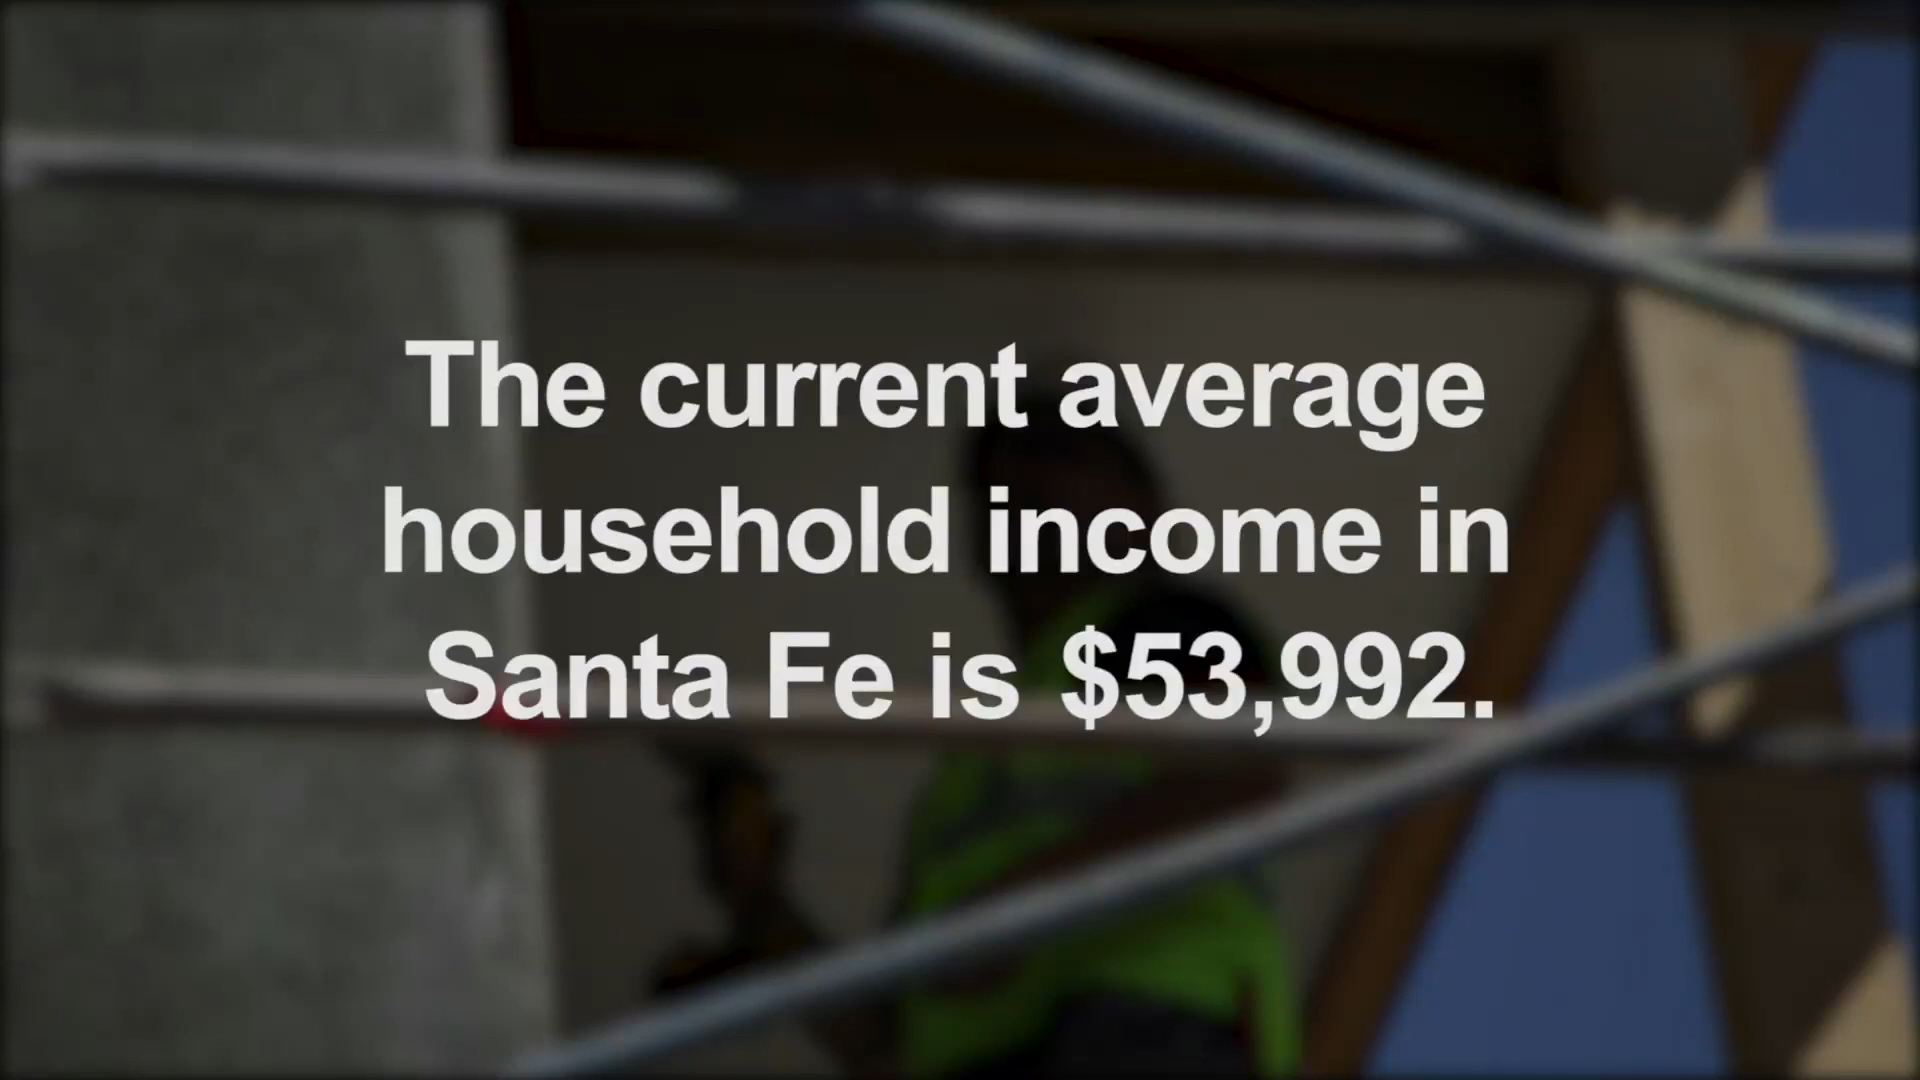 The current average
household income in
Santa Fe is $53,992.